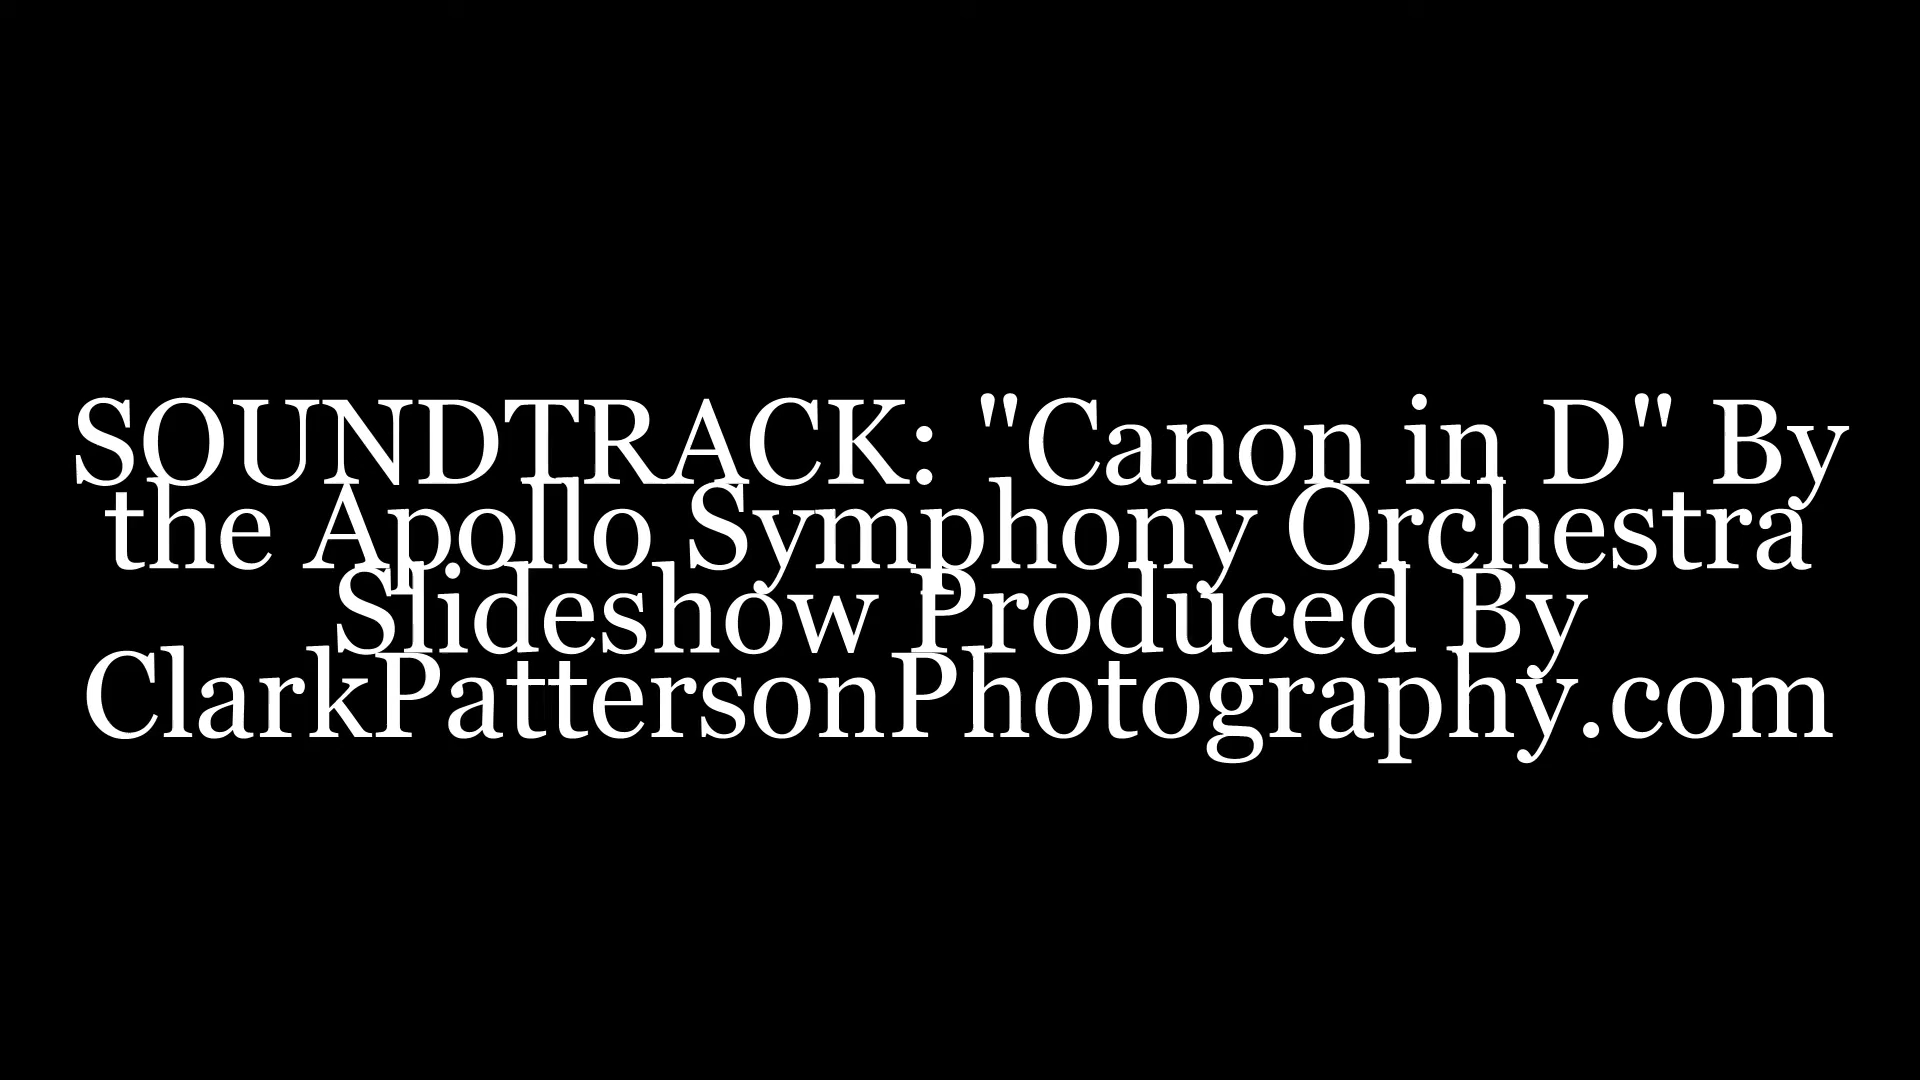 SOUNDTRACK: "Canon in D" By
the Apollo Symphony Orchestra
Slideshow Produced By
ClarkPattersonPhotography.com